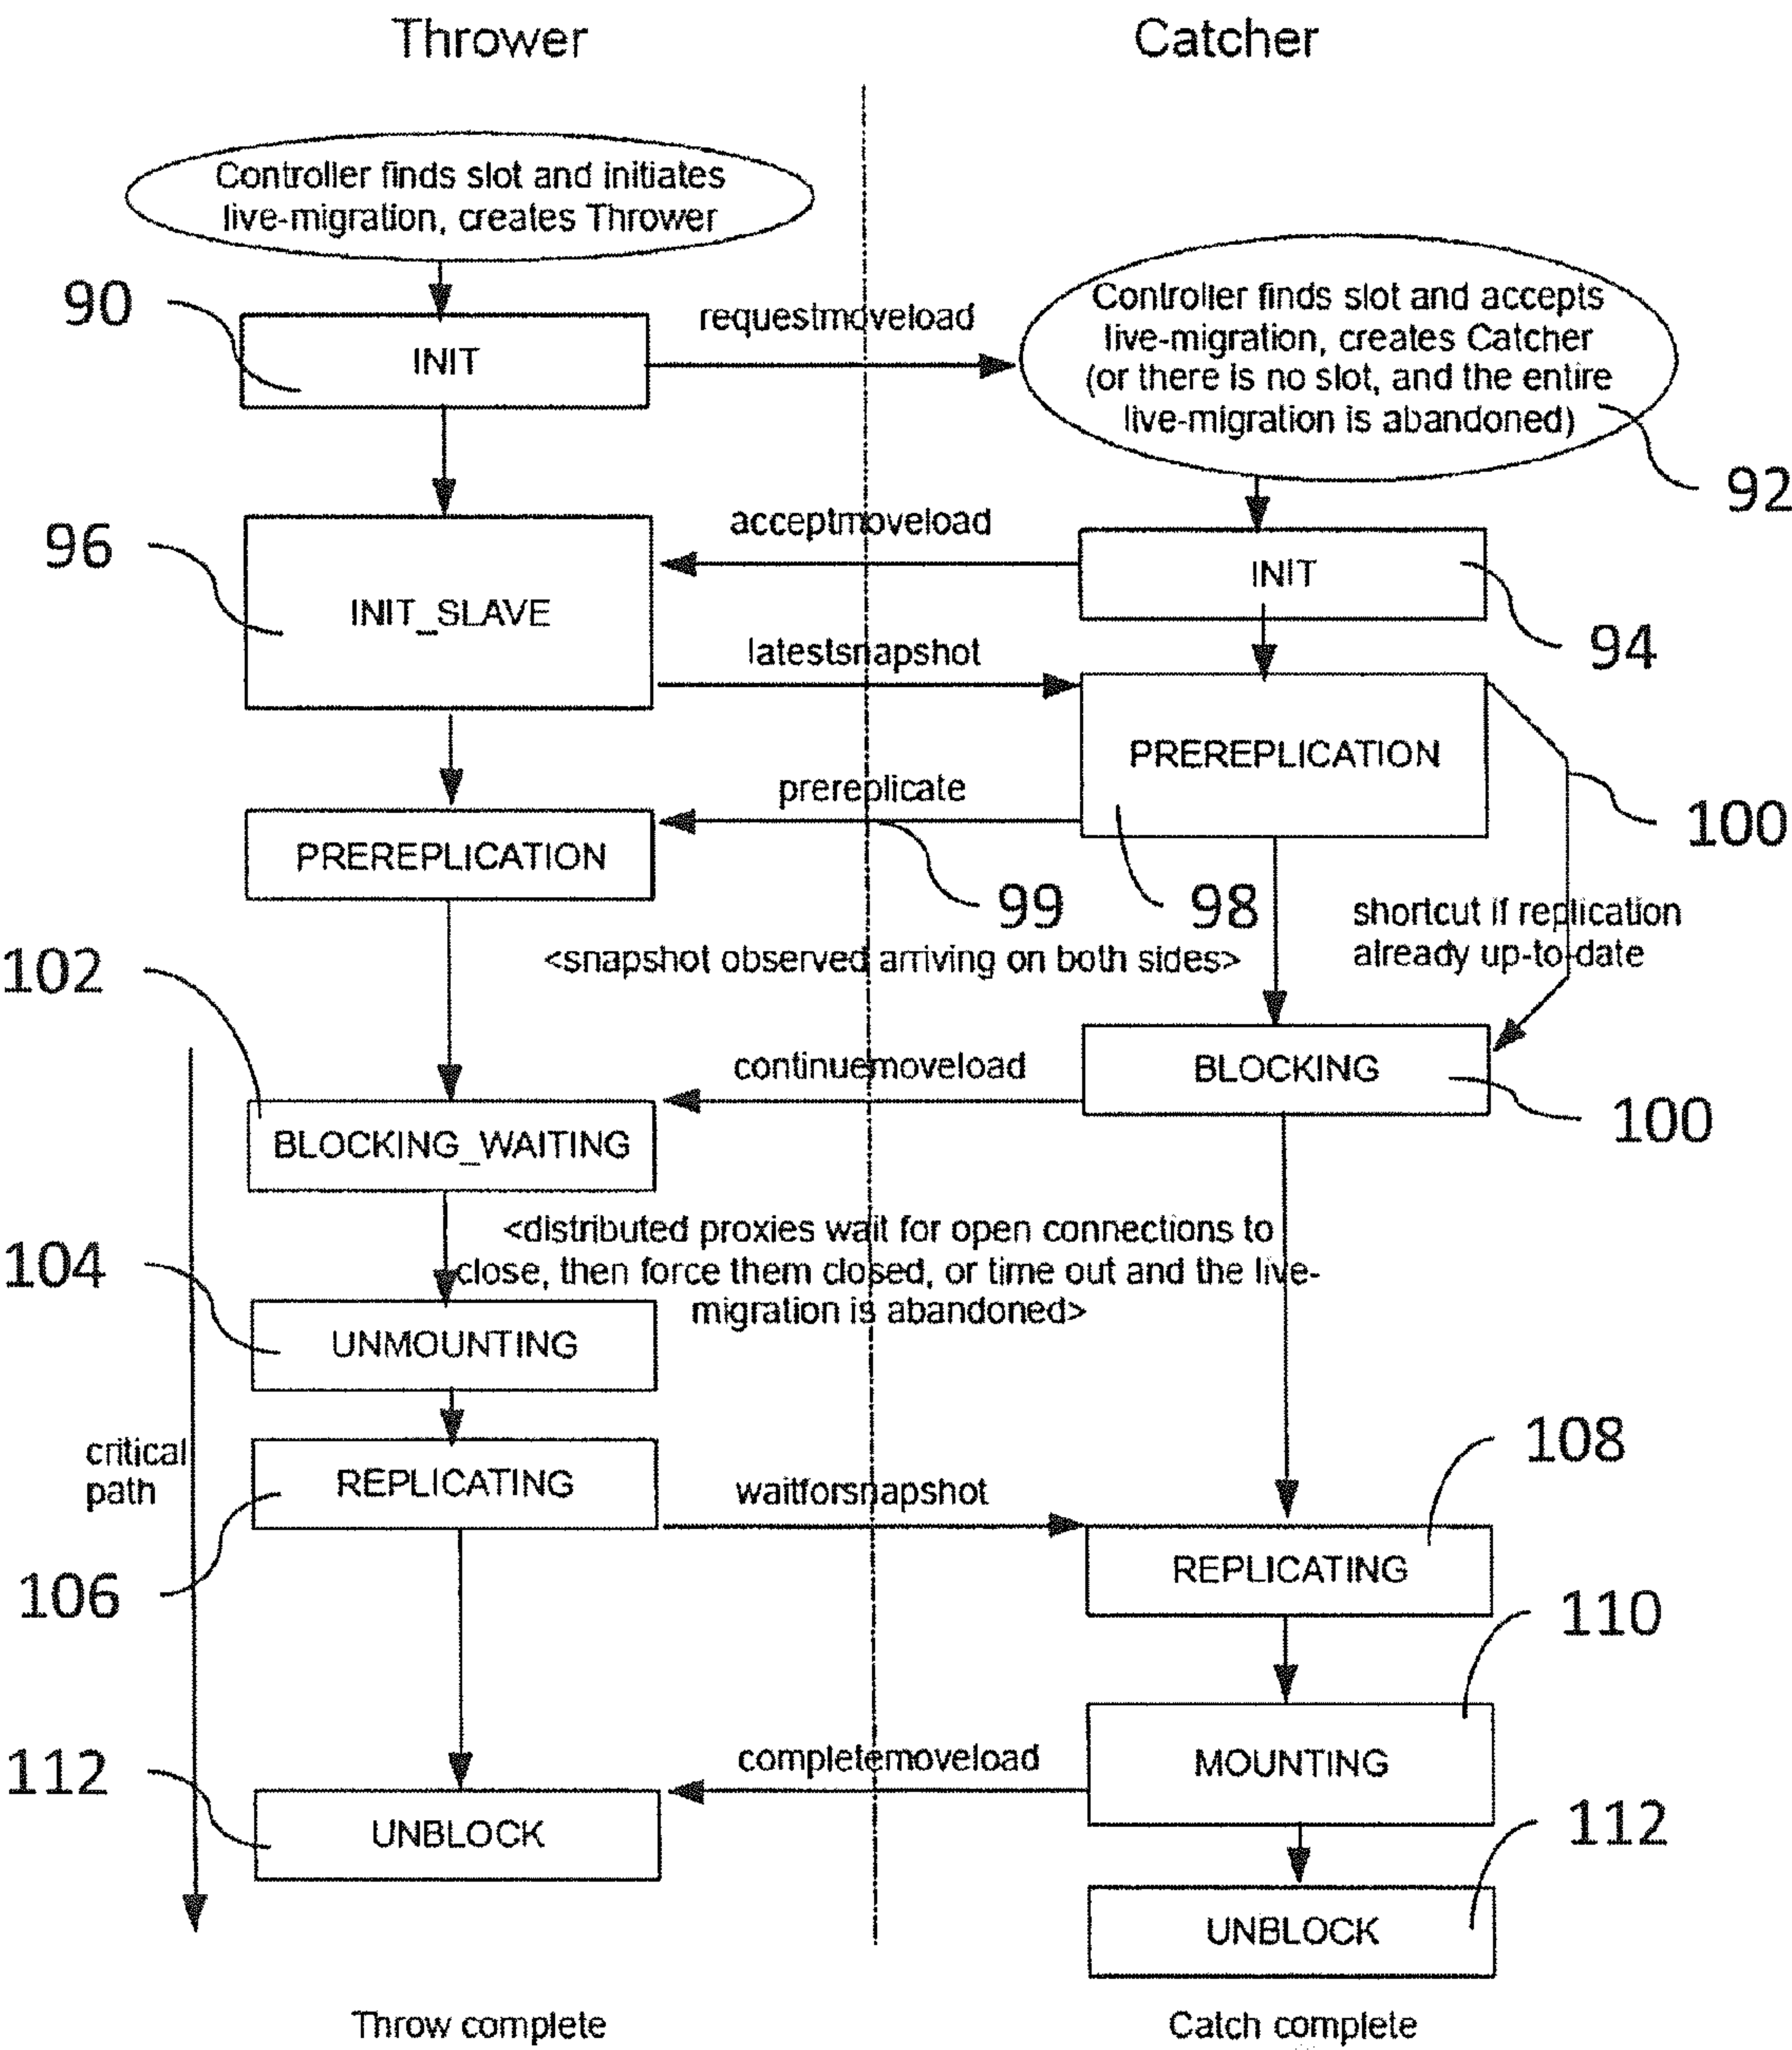 Thrower
Catcher
Controller finds slot and initiates
live-migration, creates Thrower
90
INIT
requestmoveload
Controller finds slot and accepts
live-migration, creates Catcher
(or there is no slot, and the entire
live-migration is abandoned)
92
96
INIT_SLAVE
acceptmoveload
INIT
94
latestsnapshot
PREREPLICATION
100
prereplicate
PREREPLICATION
99
98
shortcut if replication
already up-to-date
<snapshot observed arriving on both sides>
102
continuemoveload
BLOCKING
100
BLOCKING_WAITING
<distributed proxies wait for open connections to
close, then force them closed, or time out and the live-
migration is abandoned>
104
UNMOUNTING
critical
path
REPLICATING
waitforsnapshot
108
106
REPLICATING
110
112
completemoveload
MOUNTING
UNBLOCK
112
UNBLOCK
Throw complete
Catch complete